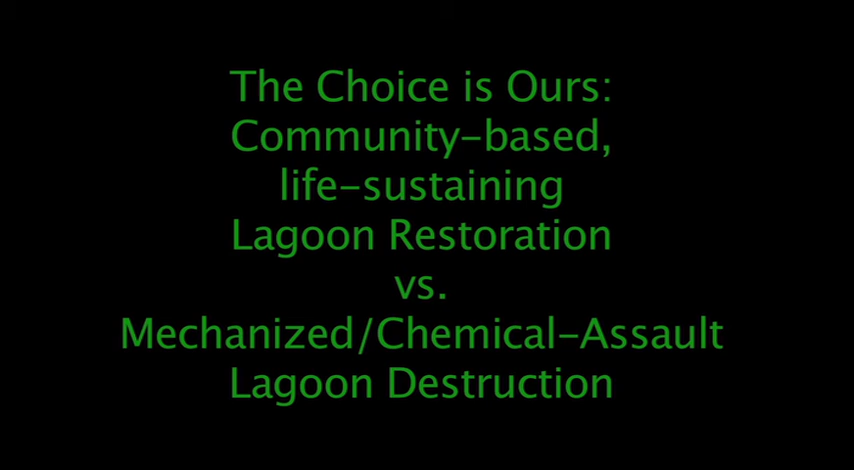 The Choice is Ours:
Community-based,
life-sustaining
Lagoon Restoration
vs.
Mechanized/Chemical-Assault
Lagoon Destruction